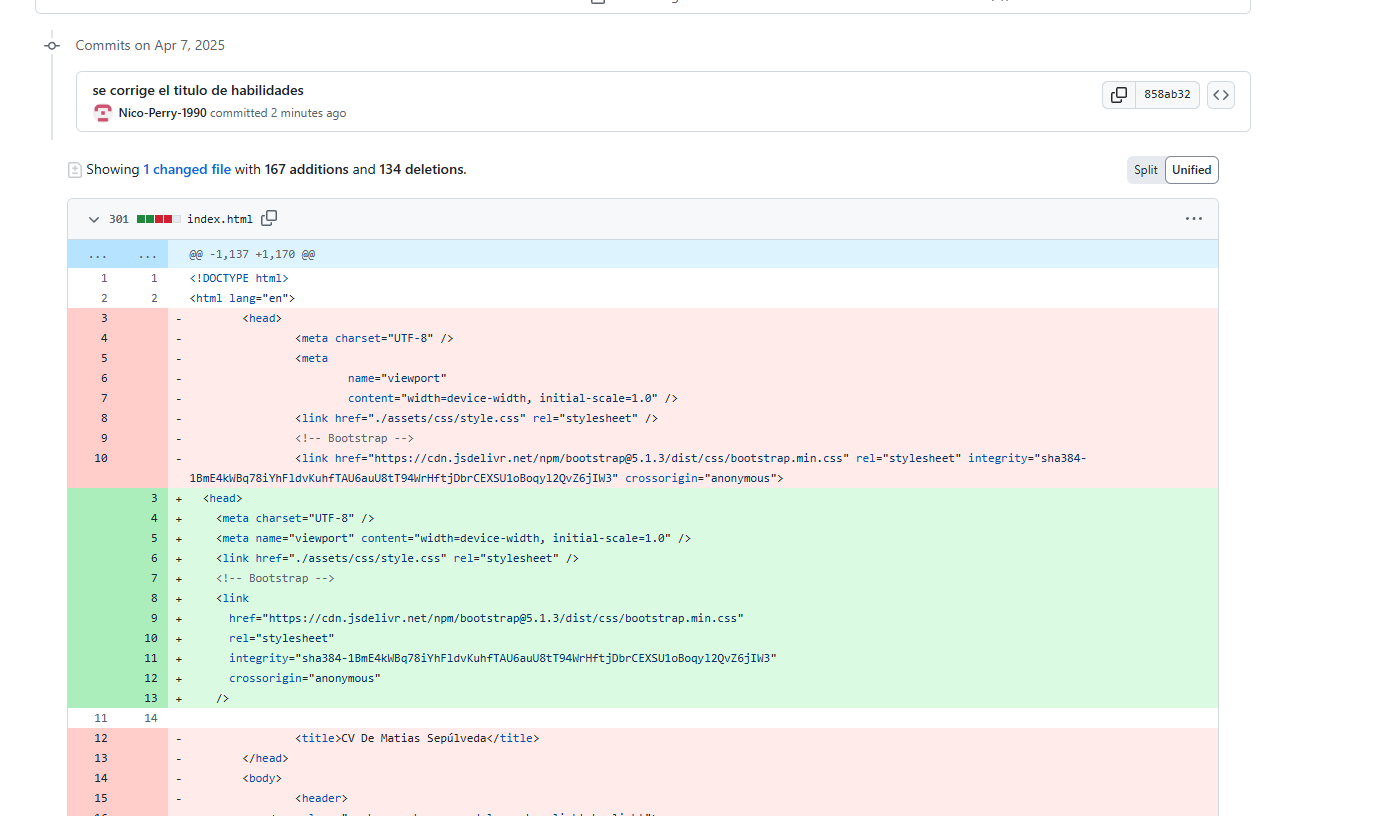 Commits on Apr 7, 2025
se corrige el titulo de habilidades
858ab32
Nico-Perry-1990 committed 2 minutes ago
Showing 1 changed file with 167 additions and 134 deletions.
Split Unified
301 index.html
... ... @@ -1,137 +1,170 @@
1 1 <!DOCTYPE html>
2 2 <html lang="en">
3 - <head>
4 - <meta charset="UTF-8" />
5 - <meta
6 - name="viewport"
7 - content="width=device-width, initial-scale=1.0" />
8 - <link href="./assets/css/style.css" rel="stylesheet" />
9 - <!-- Bootstrap -->
10 - <link href="https://cdn.jsdelivr.net/npm/bootstrap@5.1.3/dist/css/bootstrap.min.css" rel="stylesheet" integrity="sha384-
1BmE4kWBq78iYhFldvKuhfTAU6auU8tT94WrHftjDbrCEXSU1oBoqyl2QvZ6jIW3" crossorigin="anonymous">
3 + <head>
4 + <meta charset="UTF-8" />
5 + <meta name="viewport" content="width=device-width, initial-scale=1.0" />
6 + <link href="./assets/css/style.css" rel="stylesheet" />
7 + <!-- Bootstrap -->
8 + <link
9 + href="https://cdn.jsdelivr.net/npm/bootstrap@5.1.3/dist/css/bootstrap.min.css"
10 + rel="stylesheet"
11 + integrity="sha384-1BmE4kWBq78iYhFldvKuhfTAU6auU8tT94WrHftjDbrCEXSU1oBoqyl2QvZ6jIW3"
12 + crossorigin="anonymous"
13 + />
11 14
12 - <title>CV De Matias Sepúlveda</title>
13 - </head>
14 - <body>
15 - <header>